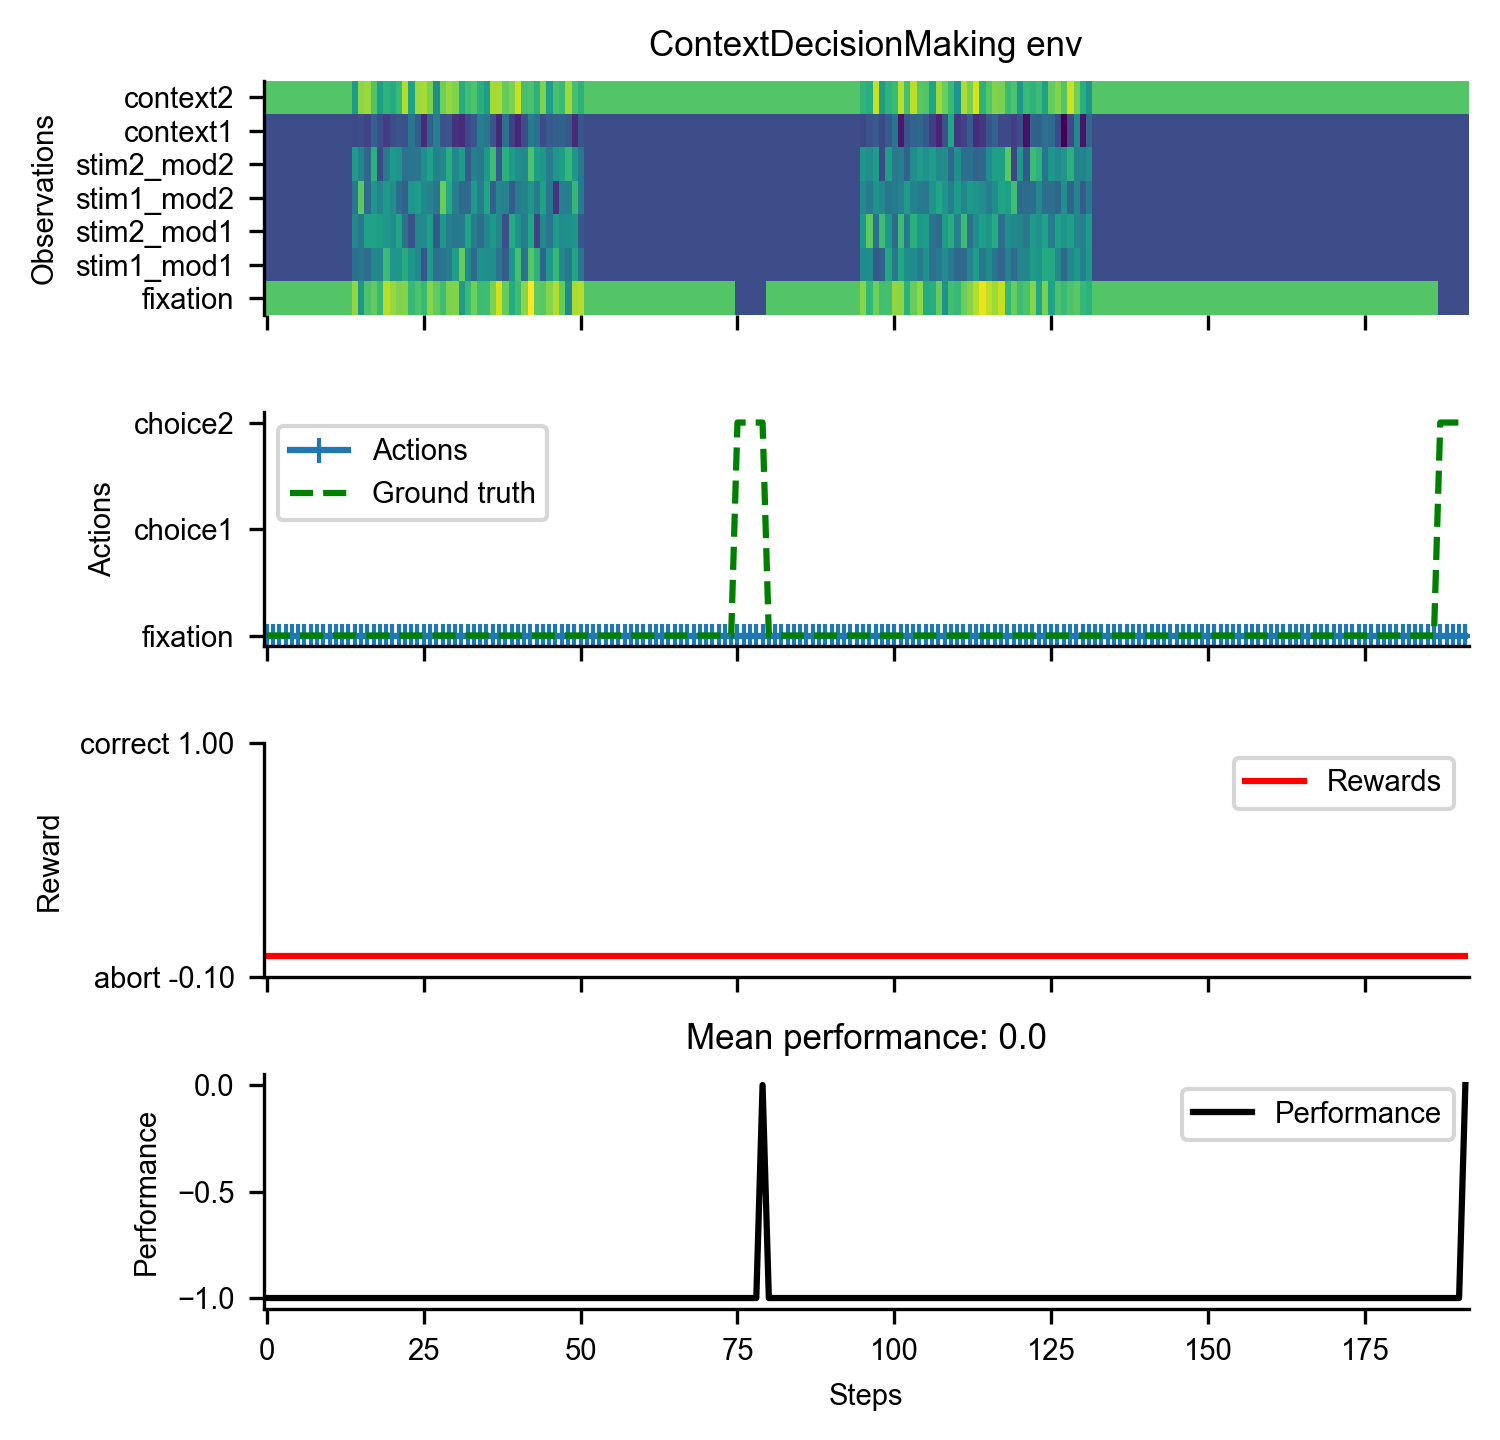 ContextDecisionMaking env
Observations
context2
context1
stim2_mod2
stim1_mod2
stim2_mod1
stim1_mod1
fixation
Actions
choice2
choice1
fixation
Actions
Ground truth
Reward
correct 1.00
abort -0.10
Rewards
Mean performance: 0.0
Performance
0.0
−0.5
−1.0
Performance
0 25 50 75 100 125 150 175
Steps